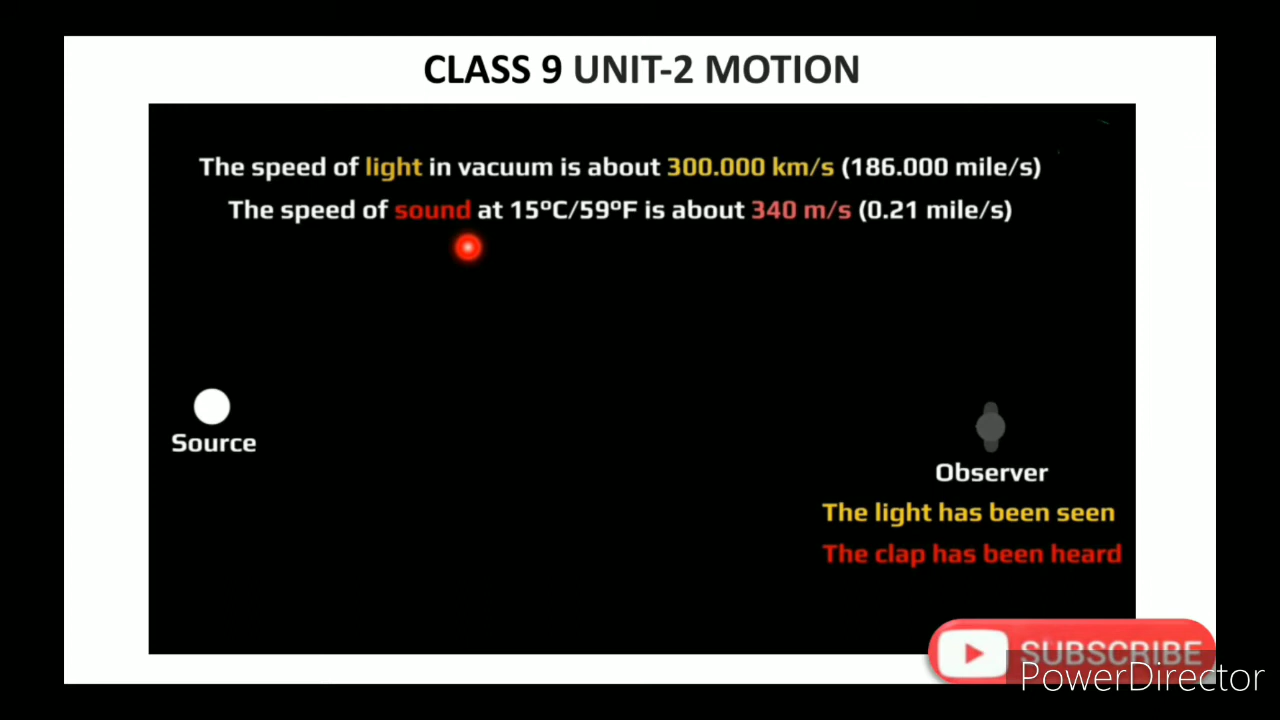 CLASS 9 UNIT-2 MOTION
The speed of light in vacuum is about 300.000 km/s (186.000 mile/s)
The speed of sound at 15ºC/59ºF is about 340 m/s (0.21 mile/s)
Source
Observer
The light has been seen
The clap has been heard
SUBSCRIBE
PowerDirector